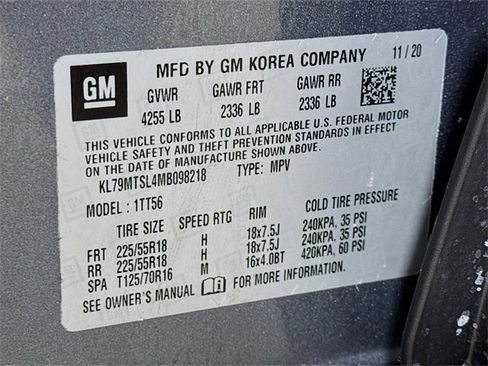 GM
MFD BY GM KOREA COMPANY 11/20
GVWR GAWR FRT GAWR RR
4255 LB 2336 LB 2336 LB
THIS VEHICLE CONFORMS TO ALL APPLICABLE U.S. FEDERAL MOTOR
VEHICLE SAFETY AND THEFT PREVENTION STANDARDS IN EFFECT ON THE
DATE OF MANUFACTURE SHOWN ABOVE.
KL79MTSL4MB098218 TYPE: MPV
MODEL : 1TT56
TIRE SIZE SPEED RTG RIM COLD TIRE PRESSURE
FRT 225/55R18 H 18x7.5J 240KPA, 35 PSI
RR 225/55R18 H 18x7.5J 240KPA, 35 PSI
SPA T125/70R16 M 16x4.0BT 420KPA, 60 PSI
SEE OWNER'S MANUAL FOR MORE INFORMATION